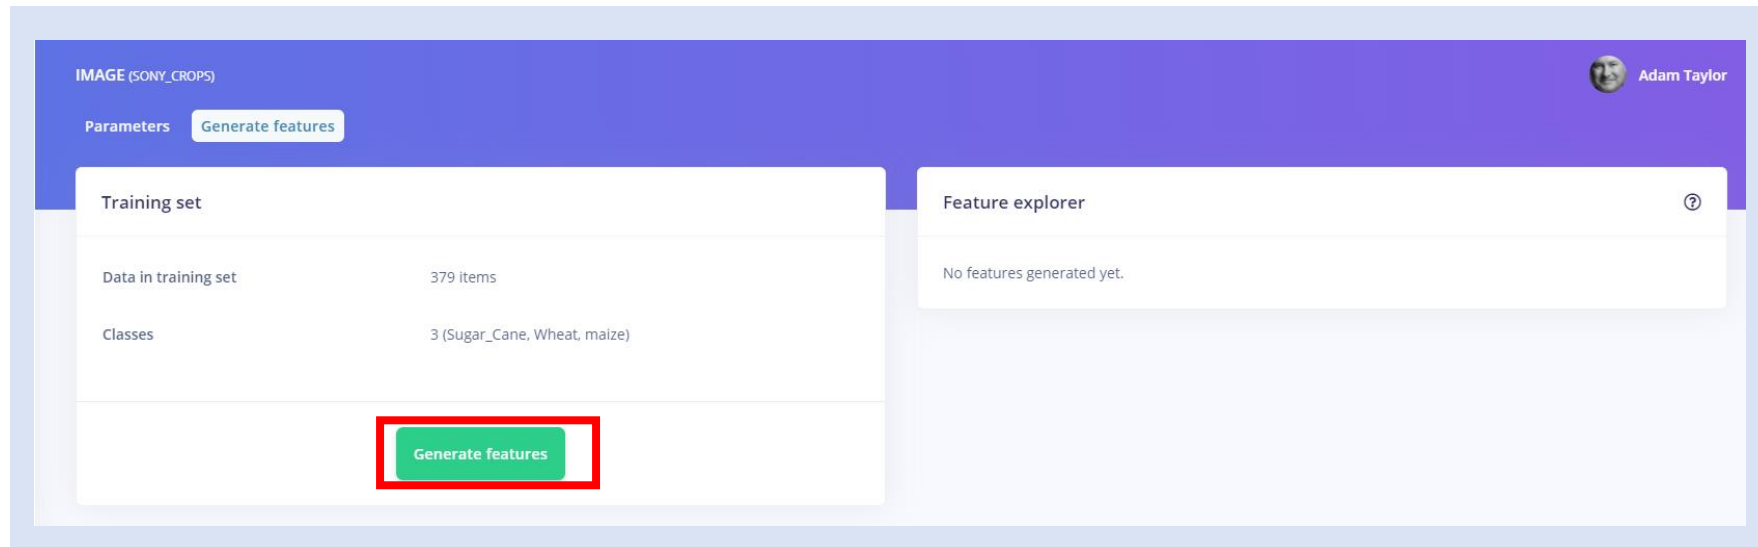 IMAGE (SONY_CROPS)
Adam Taylor
Parameters
Generate features
Training set
Data in training set
379 items
Classes
3 (Sugar_Cane, Wheat, maize)
Generate features
Feature explorer
?
No features generated yet.